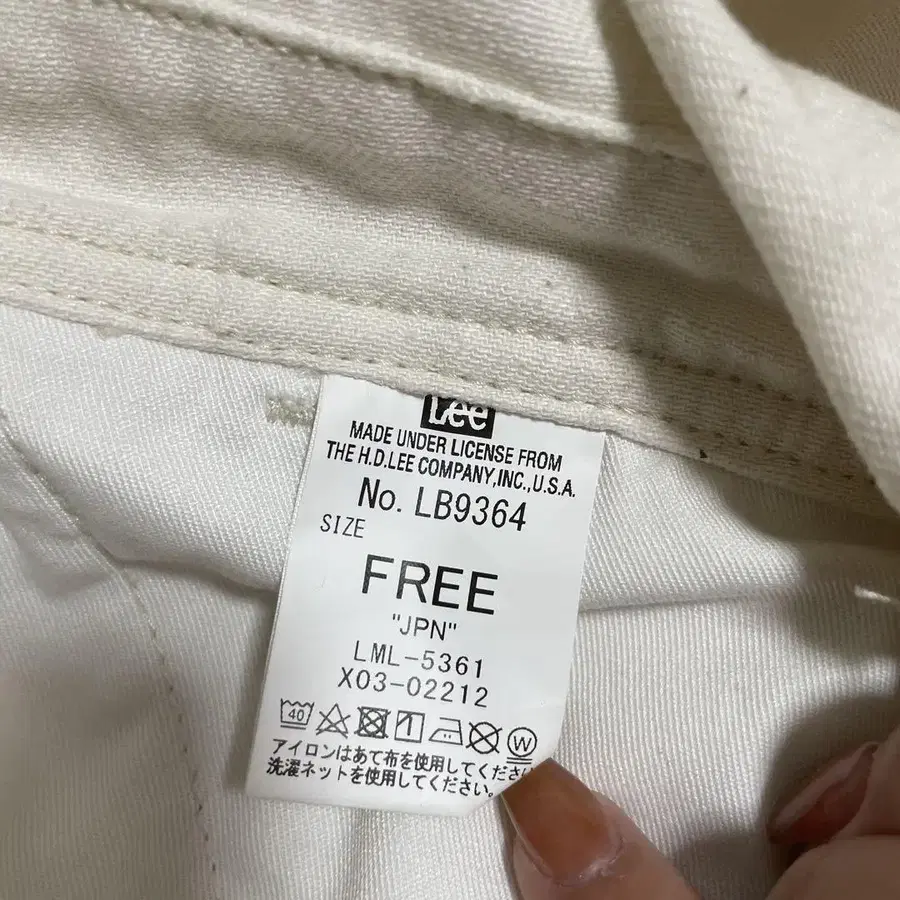 Lee
MADE UNDER LICENSE FROM
THE H.D.LEE COMPANY,INC.,U.S.A.
No. LB9364
SIZE
FREE
"JPN"
LML-5361
X03-02212
40
W
アイロンはあて布を使用してくださ
洗濯ネットを使用してください。